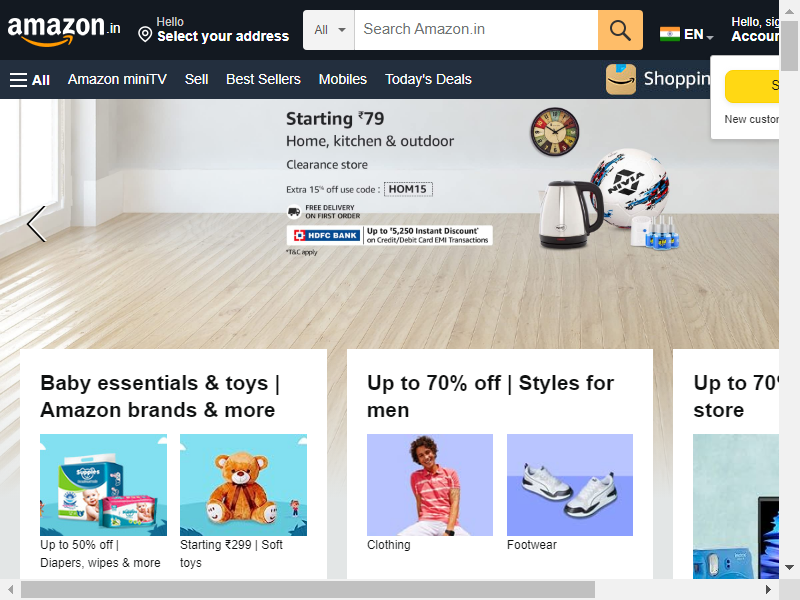 amazon.in
Hello
Select your address
All
Search Amazon.in
EN
Hello, sig
Accoun
All
Amazon miniTV
Sell
Best Sellers
Mobiles
Today's Deals
Shoppin
S
New custor
Starting ₹79
Home, kitchen & outdoor
Clearance store
Extra 15% off use code : HOM15
FREE DELIVERY
ON FIRST ORDER
HDFC BANK
Up to ₹5,250 Instant Discount*
on Credit/Debit Card EMI Transactions
*T&C apply
NIVIA
Baby essentials & toys |
Amazon brands & more
Up to 70% off | Styles for
men
Up to 70%
store
Supples
Up to 50% off |
Diapers, wipes & more
Starting ₹299 | Soft
toys
Clothing
Footwear